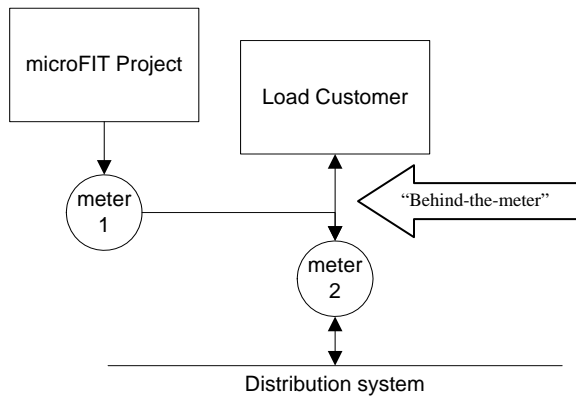 microFIT Project
Load Customer
meter
1
“Behind-the-meter”
meter
2
Distribution system